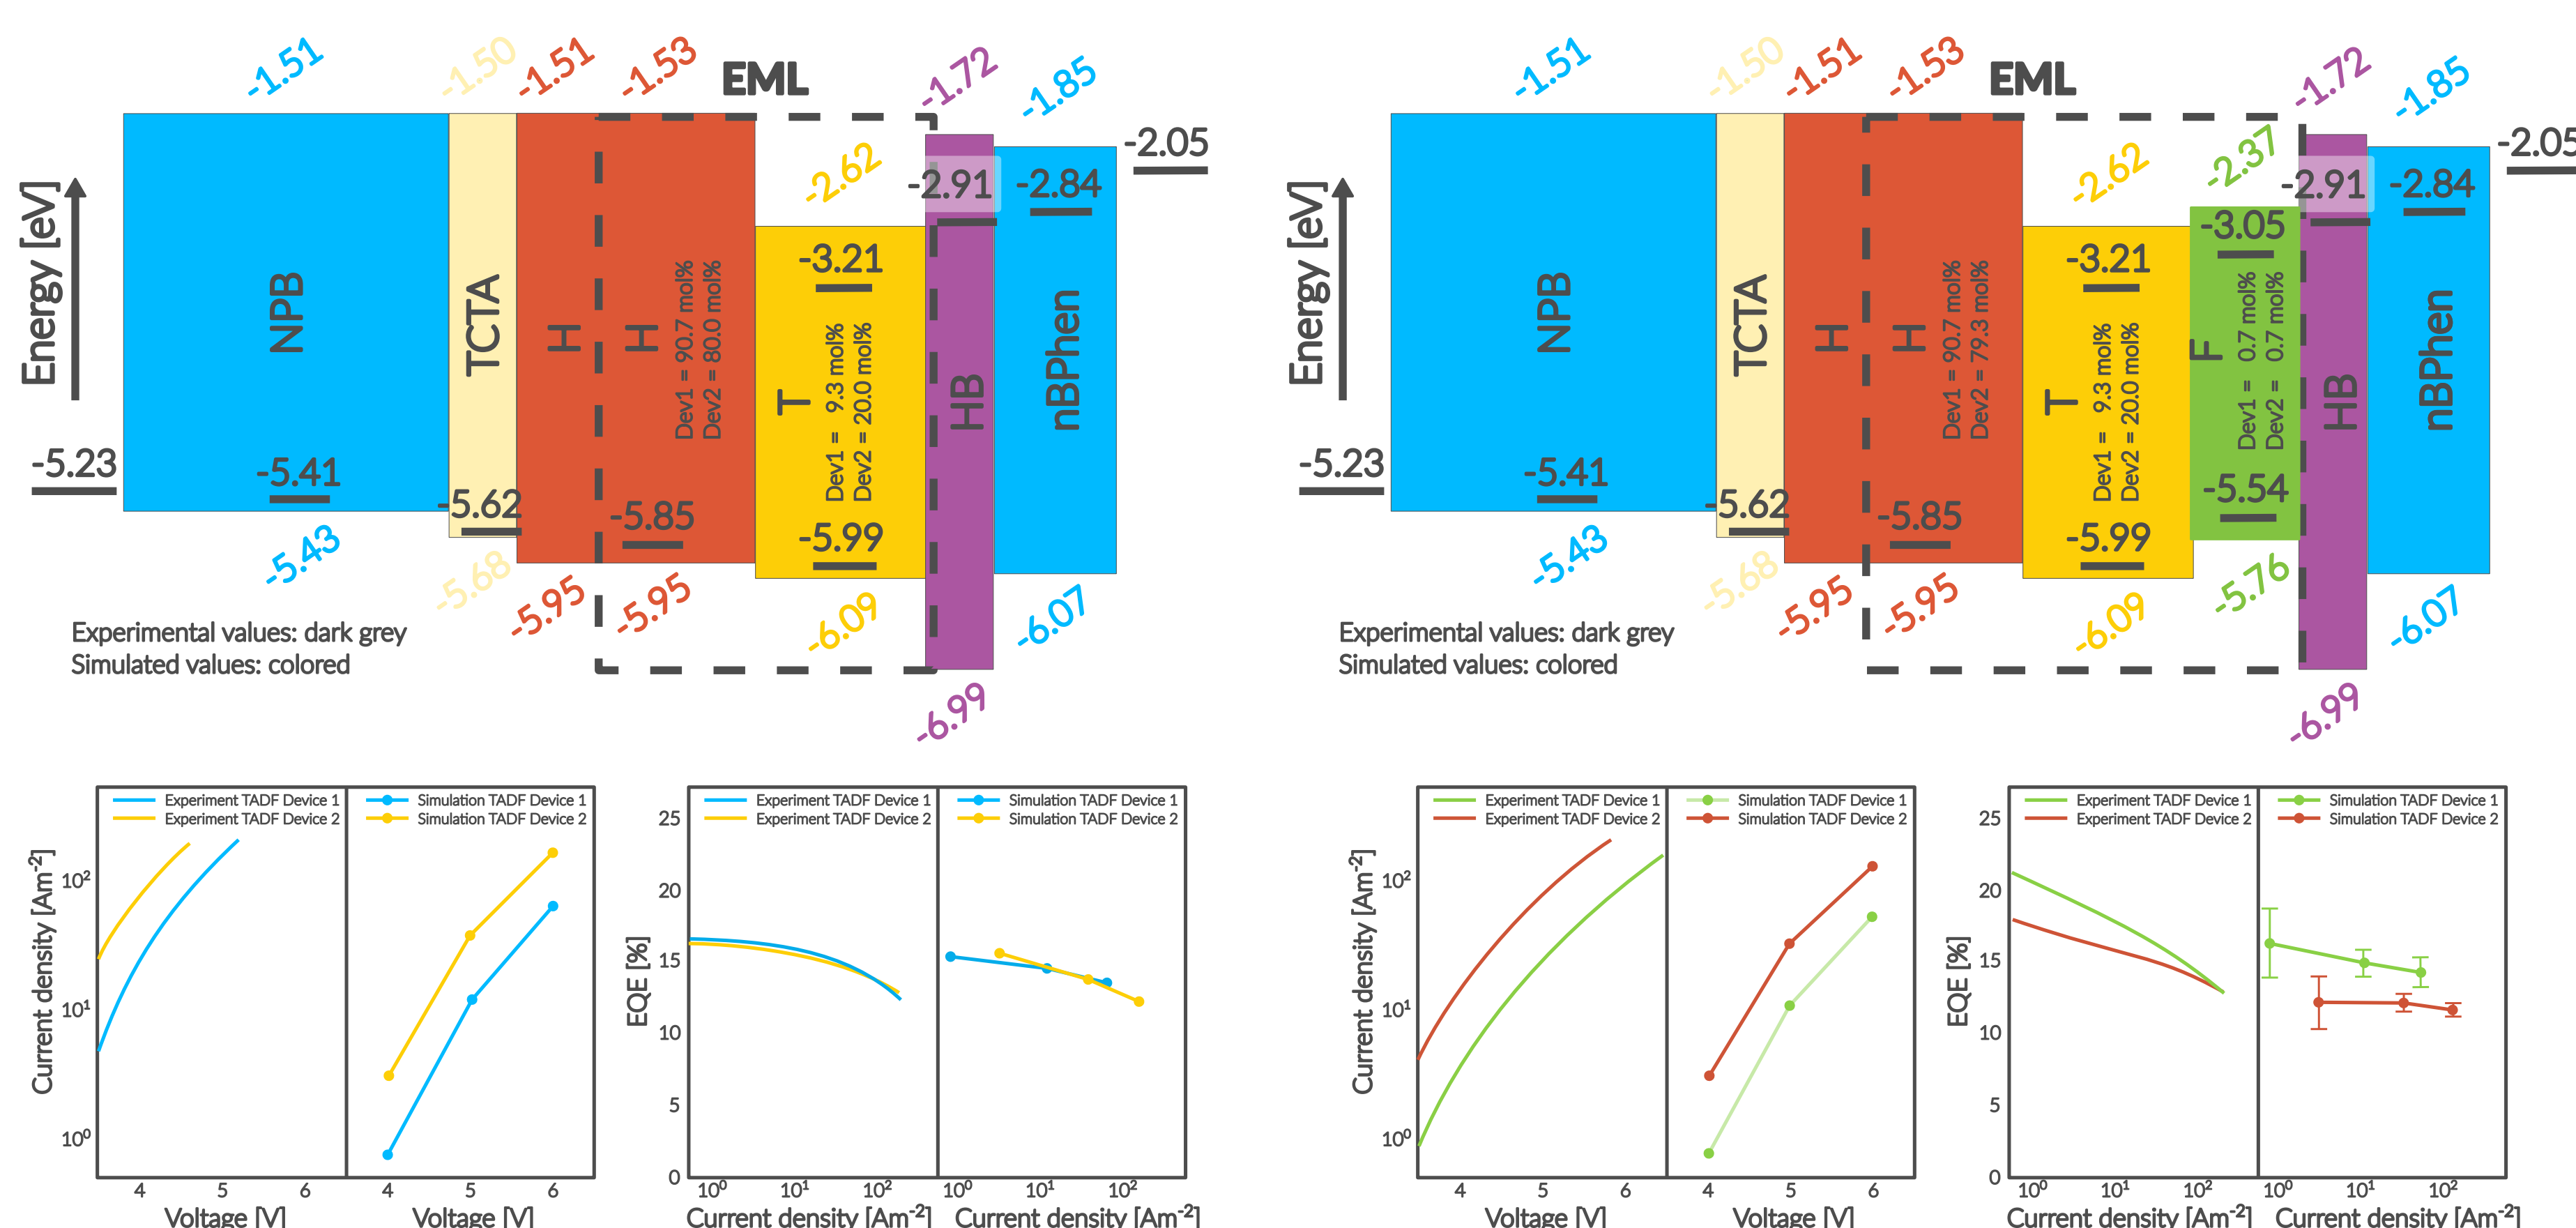 -1.51
-1.50
-1.51
-1.53
EML
-1.72
-1.85
-2.05
-2.62
-2.91
-2.84
Energy [eV]
-3.21
NPB
TCTA
H
H
Dev1 = 90.7 mol%
Dev2 = 80.0 mol%
T
Dev1 = 9.3 mol%
Dev2 = 20.0 mol%
HB
nBPhen
-5.23
-5.41
-5.62
-5.85
-5.99
-5.43
-5.68
-5.95
-5.95
-6.09
-6.07
-6.99
Experimental values: dark grey
Simulated values: colored
-1.51
-1.50
-1.51
-1.53
EML
-1.72
-1.85
-2.05
-2.62
-2.37
-2.91
-2.84
Energy [eV]
-3.21
-3.05
NPB
TCTA
H
H
Dev1 = 90.7 mol%
Dev2 = 79.3 mol%
T
Dev1 = 9.3 mol%
Dev2 = 20.0 mol%
F
Dev1 = 0.7 mol%
Dev2 = 0.7 mol%
HB
nBPhen
-5.23
-5.41
-5.62
-5.85
-5.99
-5.54
-5.43
-5.68
-5.95
-5.95
-6.09
-5.76
-6.07
-6.99
Experimental values: dark grey
Simulated values: colored
Experiment TADF Device 1
Experiment TADF Device 2
Simulation TADF Device 1
Simulation TADF Device 2
Current density [Am⁻²]
10²
10¹
10⁰
4 5 6
4 5 6
Voltage [V]
Voltage [V]
Experiment TADF Device 1
Experiment TADF Device 2
Simulation TADF Device 1
Simulation TADF Device 2
EQE [%]
25
20
15
10
5
0
10⁰ 10¹ 10²
10⁰ 10¹ 10²
Current density [Am⁻²]
Current density [Am⁻²]
Experiment TADF Device 1
Experiment TADF Device 2
Simulation TADF Device 1
Simulation TADF Device 2
Current density [Am⁻²]
10²
10¹
10⁰
4 5 6
4 5 6
Voltage [V]
Voltage [V]
Experiment TADF Device 1
Experiment TADF Device 2
Simulation TADF Device 1
Simulation TADF Device 2
EQE [%]
25
20
15
10
5
0
10⁰ 10¹ 10²
10⁰ 10¹ 10²
Current density [Am⁻²]
Current density [Am⁻²]